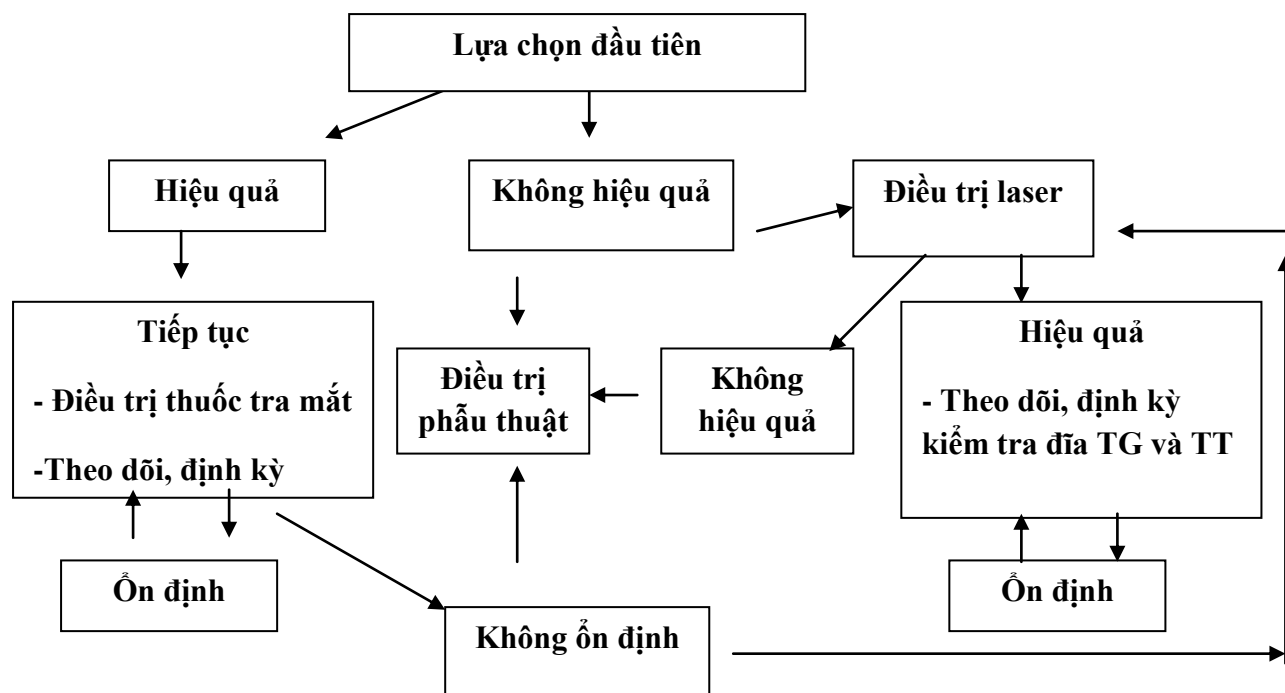 Lựa chọn đầu tiên
Hiệu quả
Không hiệu quả
Điều trị laser
Tiếp tục
- Điều trị thuốc tra mắt
-Theo dõi, định kỳ
Điều trị
phẫu thuật
Không
hiệu quả
Hiệu quả
- Theo dõi, định kỳ
kiểm tra đĩa TG và TT
Ổn định
Không ổn định
Ổn định